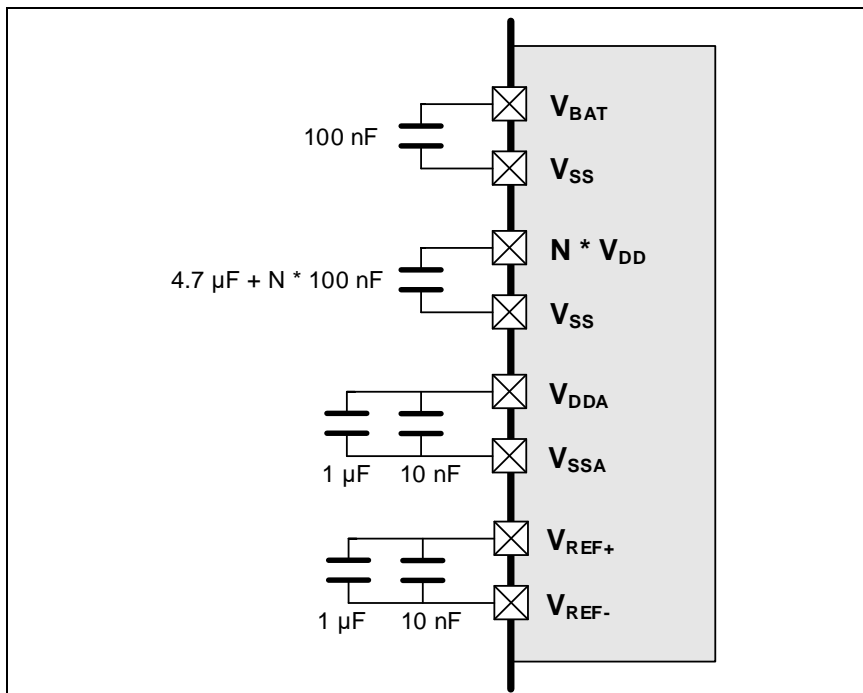 V_BAT
100 nF
V_SS
N * V_DD
4.7 µF + N * 100 nF
V_SS
V_DDA
1 µF 10 nF
V_SSA
V_REF+
1 µF 10 nF
V_REF-